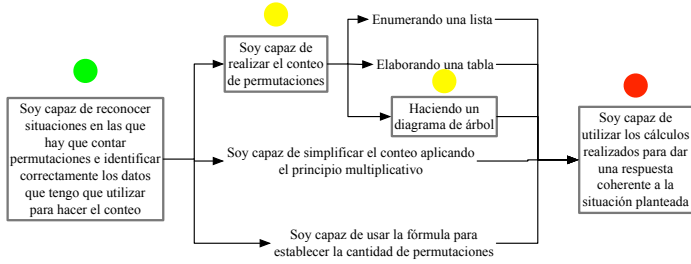 Soy capaz de reconocer
situaciones en las que
hay que contar
permutaciones e identificar
correctamente los datos
que tengo que utilizar
para hacer el conteo
Soy capaz de
realizar el conteo
de permutaciones
Enumerando una lista
Elaborando una tabla
Haciendo un
diagrama de árbol
Soy capaz de simplificar el conteo aplicando
el principio multiplicativo
Soy capaz de usar la fórmula para
establecer la cantidad de permutaciones
Soy capaz de
utilizar los cálculos
realizados para dar
una respuesta
coherente a la
situación planteada